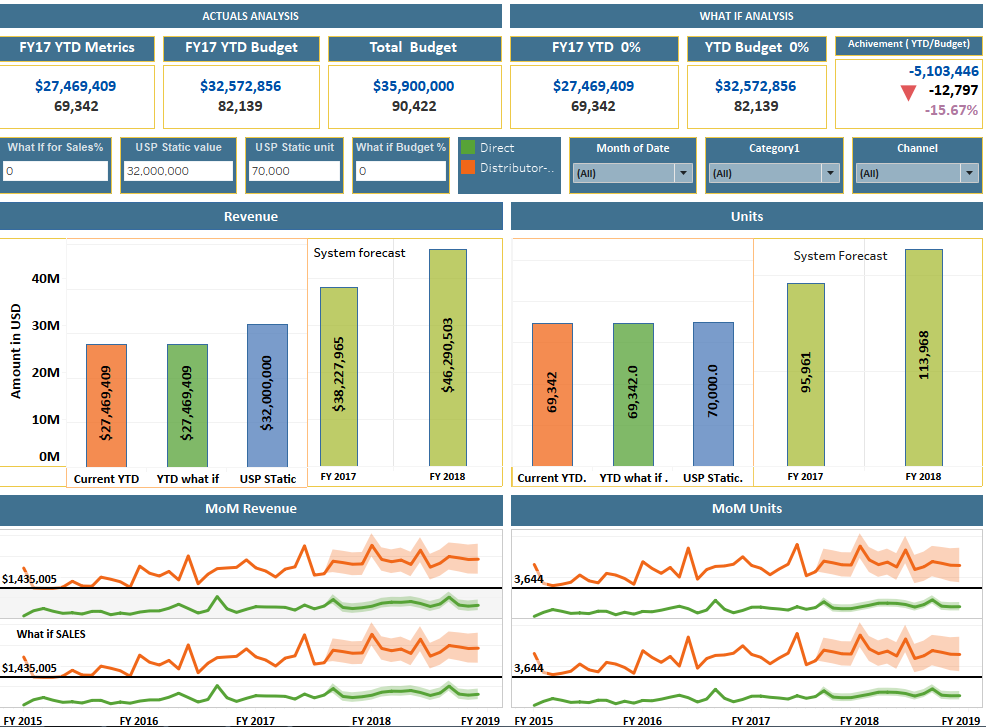 ACTUALS ANALYSIS
WHAT IF ANALYSIS
FY17 YTD Metrics
FY17 YTD Budget
Total Budget
FY17 YTD 0%
YTD Budget 0%
Achivement ( YTD/Budget)
$27,469,409
69,342
$32,572,856
82,139
$35,900,000
90,422
$27,469,409
69,342
$32,572,856
82,139
-5,103,446
-12,797
-15.67%
What If for Sales%
0
USP Static value
32,000,000
USP Static unit
70,000
What if Budget %
0
Direct
Distributor-..
Month of Date
(All)
Category1
(All)
Channel
(All)
Revenue
Units
Amount in USD
40M
30M
20M
10M
0M
System forecast
$27,469,409
$27,469,409
$32,000,000
$38,227,965
$46,290,503
Current YTD
YTD what if
USP STatic
FY 2017
FY 2018
System Forecast
69,342
69,342.0
70,000.0
95,961
113,968
Current YTD.
YTD what if .
USP STatic.
FY 2017
FY 2018
MoM Revenue
MoM Units
$1,435,005
3,644
What if SALES
$1,435,005
3,644
FY 2015
FY 2016
FY 2017
FY 2018
FY 2019
FY 2015
FY 2016
FY 2017
FY 2018
FY 2019